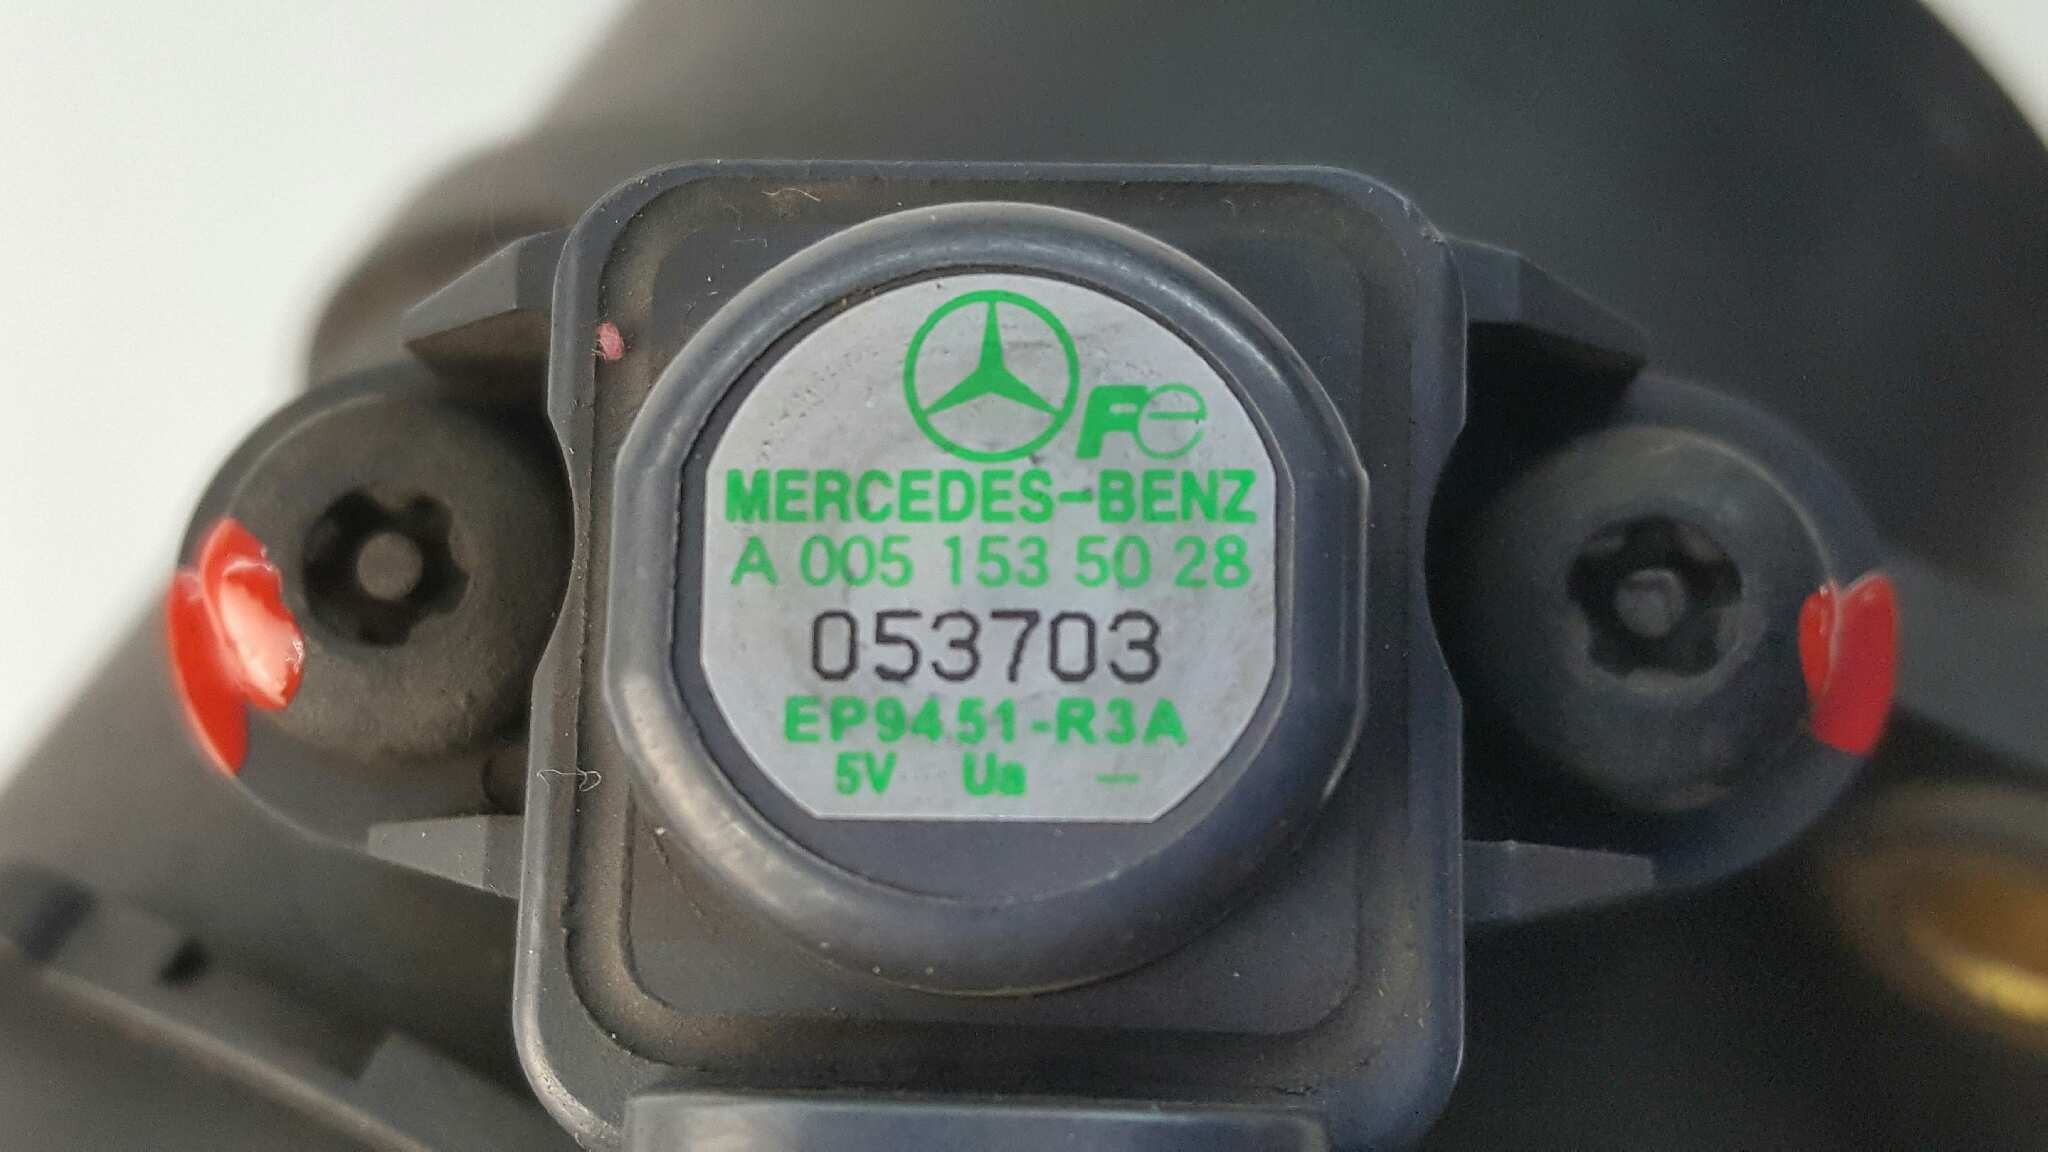 Fe
MERCEDES-BENZ
A 005 153 50 28
053703
EP9451-R3A
5V Ua −